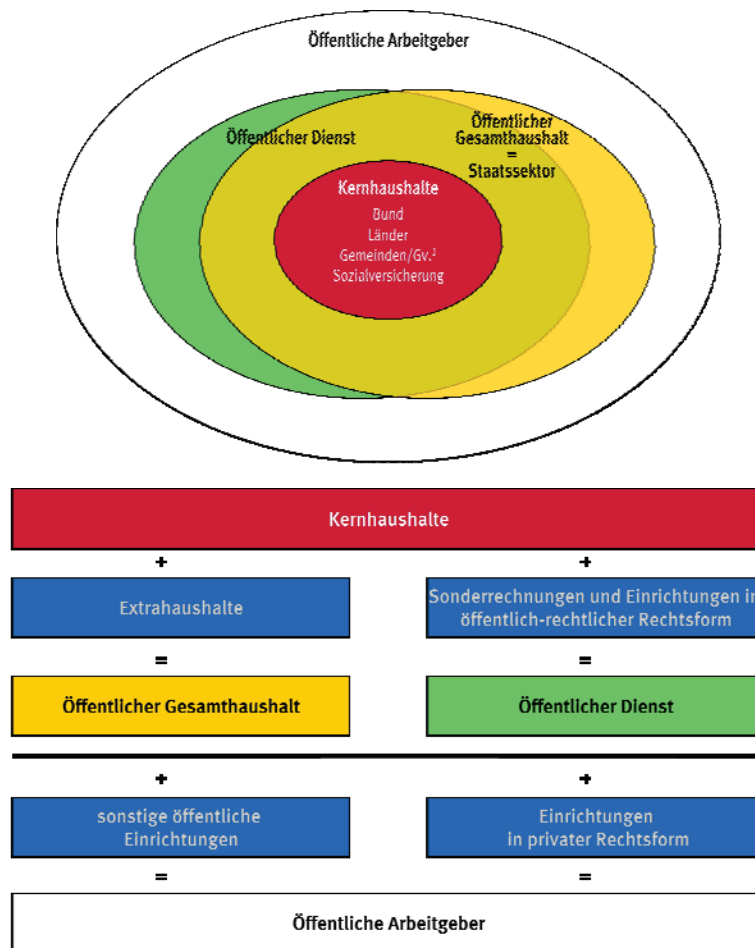 Öffentliche Arbeitgeber
Öffentlicher Dienst
Öffentlicher
Gesamthaushalt
=
Staatssektor
Kernhaushalte
Bund
Länder
Gemeinden/Gv.¹
Sozialversicherung
Kernhaushalte
+ +
Extrahaushalte
Sonderrechnungen und Einrichtungen in
öffentlich-rechtlicher Rechtsform
= =
Öffentlicher Gesamthaushalt
Öffentlicher Dienst
+ +
sonstige öffentliche
Einrichtungen
Einrichtungen
in privater Rechtsform
= =
Öffentliche Arbeitgeber